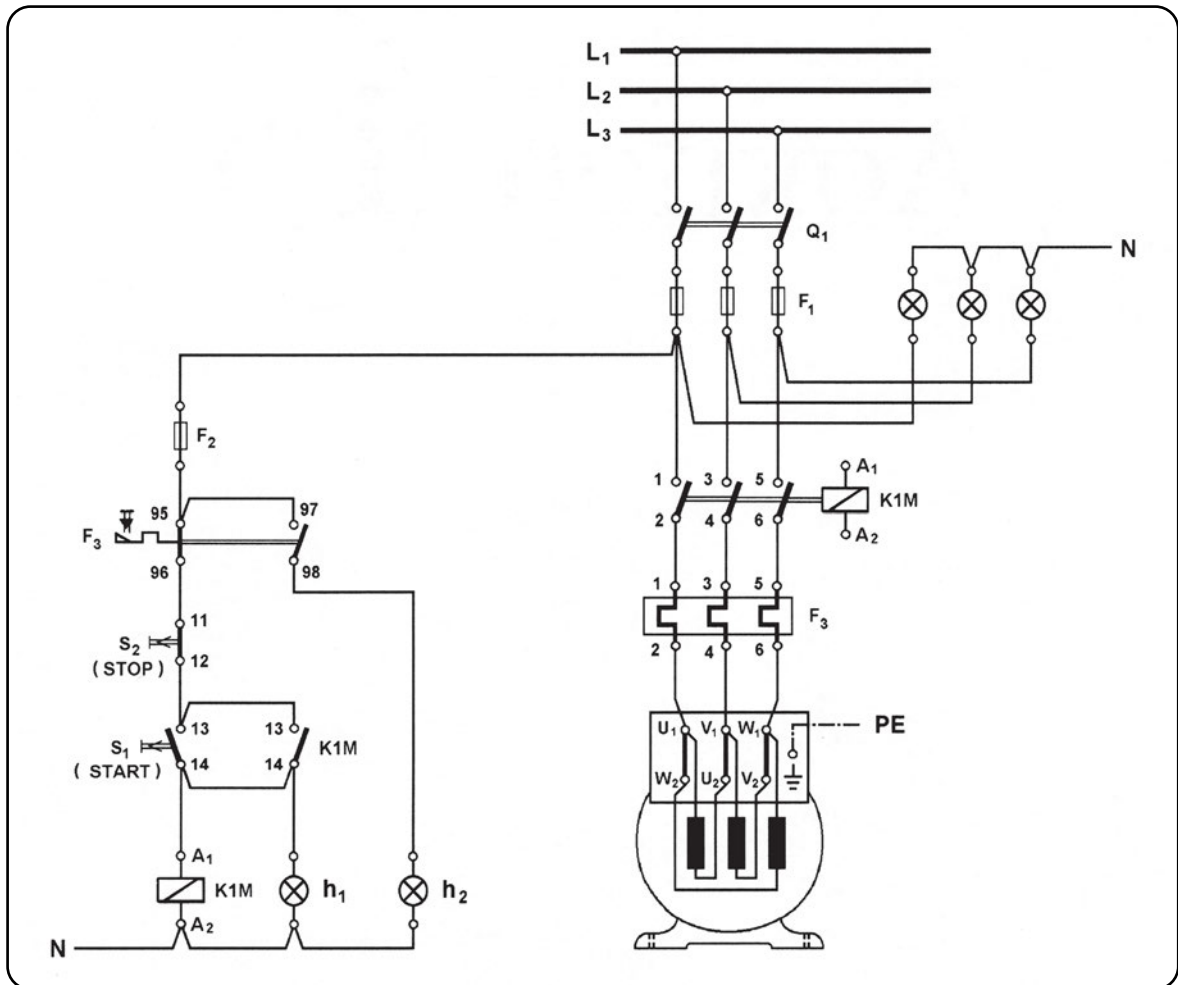 L₁
L₂
L₃
Q₁
N
F₁
F₂
1 3 5
A₁
K1M
2 4 6
A₂
95 97
F₃
96 98
1 3 5
F₃
2 4 6
11
S₂
(STOP)
12
13 13
S₁ K1M
(START)
14 14
U₁ V₁ W₁
PE
W₂ U₂ V₂
A₁
K1M h₁ h₂
A₂
N